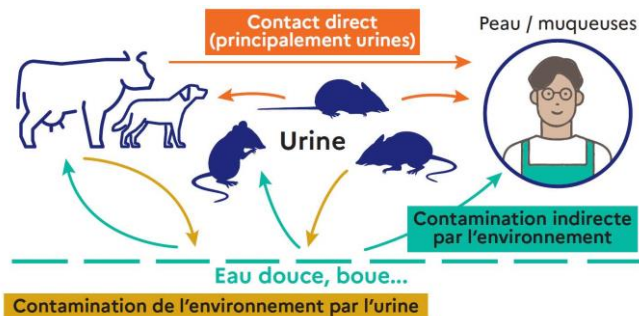 Contact direct
(principalement urines)
Peau / muqueuses
Urine
Contamination indirecte
par l’environnement
Eau douce, boue...
Contamination de l’environnement par l’urine